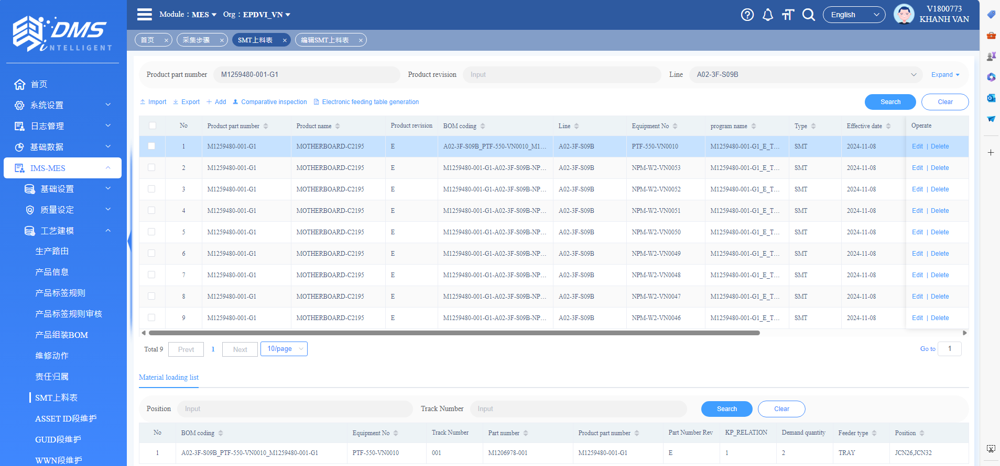 DMS
iNTELLIGENT
首页
系统设置
日志管理
基础数据
IMS-MES
基础设置
质量设定
工艺建模
生产路由
产品信息
产品标签规则
产品标签规则审核
产品组装BOM
维修动作
责任归属
SMT上料表
ASSET ID段维护
GUID段维护
WWN段维护
Module : MES Org : EPDVI_VN
English
V1800773
KHANH VAN
首页 × 采集步骤 × SMT上料表 × 编辑SMT上料表 ×
Product part number M1259480-001-G1 Product revision Input Line A02-3F-S09B Expand
Import Export + Add Comparative inspection Electronic feeding table generation Search Clear
No Product part number Product name Product revision BOM coding Line Equipment No program name Type Effective date Operate
1 M1259480-001-G1 MOTHERBOARD-C2195 E A02-3F-S09B_PTF-550-VN0010_M1... A02-3F-S09B PTF-550-VN0010 M1259480-001-G1_E_T... SMT 2024-11-08 Edit | Delete
2 M1259480-001-G1 MOTHERBOARD-C2195 E M1259480-001-G1-A02-3F-S09B-NP... A02-3F-S09B NPM-W2-VN0053 M1259480-001-G1_E_T... SMT 2024-11-08 Edit | Delete
3 M1259480-001-G1 MOTHERBOARD-C2195 E M1259480-001-G1-A02-3F-S09B-NP... A02-3F-S09B NPM-W2-VN0052 M1259480-001-G1_E_T... SMT 2024-11-08 Edit | Delete
4 M1259480-001-G1 MOTHERBOARD-C2195 E M1259480-001-G1-A02-3F-S09B-NP... A02-3F-S09B NPM-W2-VN0051 M1259480-001-G1_E_T... SMT 2024-11-08 Edit | Delete
5 M1259480-001-G1 MOTHERBOARD-C2195 E M1259480-001-G1-A02-3F-S09B-NP... A02-3F-S09B NPM-W2-VN0050 M1259480-001-G1_E_T... SMT 2024-11-08 Edit | Delete
6 M1259480-001-G1 MOTHERBOARD-C2195 E M1259480-001-G1-A02-3F-S09B-NP... A02-3F-S09B NPM-W2-VN0049 M1259480-001-G1_E_T... SMT 2024-11-08 Edit | Delete
7 M1259480-001-G1 MOTHERBOARD-C2195 E M1259480-001-G1-A02-3F-S09B-NP... A02-3F-S09B NPM-W2-VN0048 M1259480-001-G1_E_T... SMT 2024-11-08 Edit | Delete
8 M1259480-001-G1 MOTHERBOARD-C2195 E M1259480-001-G1-A02-3F-S09B-NP... A02-3F-S09B NPM-W2-VN0047 M1259480-001-G1_E_T... SMT 2024-11-08 Edit | Delete
9 M1259480-001-G1 MOTHERBOARD-C2195 E M1259480-001-G1-A02-3F-S09B-NP... A02-3F-S09B NPM-W2-VN0046 M1259480-001-G1_E_T... SMT 2024-11-08 Edit | Delete
Total 9 Prevt 1 Next 10/page Go to 1
Material loading list
Position Input Track Number Input Search Clear
No BOM coding Equipment No Track Number Part number Product part number Part Number Rev KP_RELATION Demand quantity Feeder type Position
1 A02-3F-S09B_PTF-550-VN0010_M1259480-001-G1 PTF-550-VN0010 001 M1206978-001 M1259480-001-G1 E 1 2 TRAY JCN26,JCN32